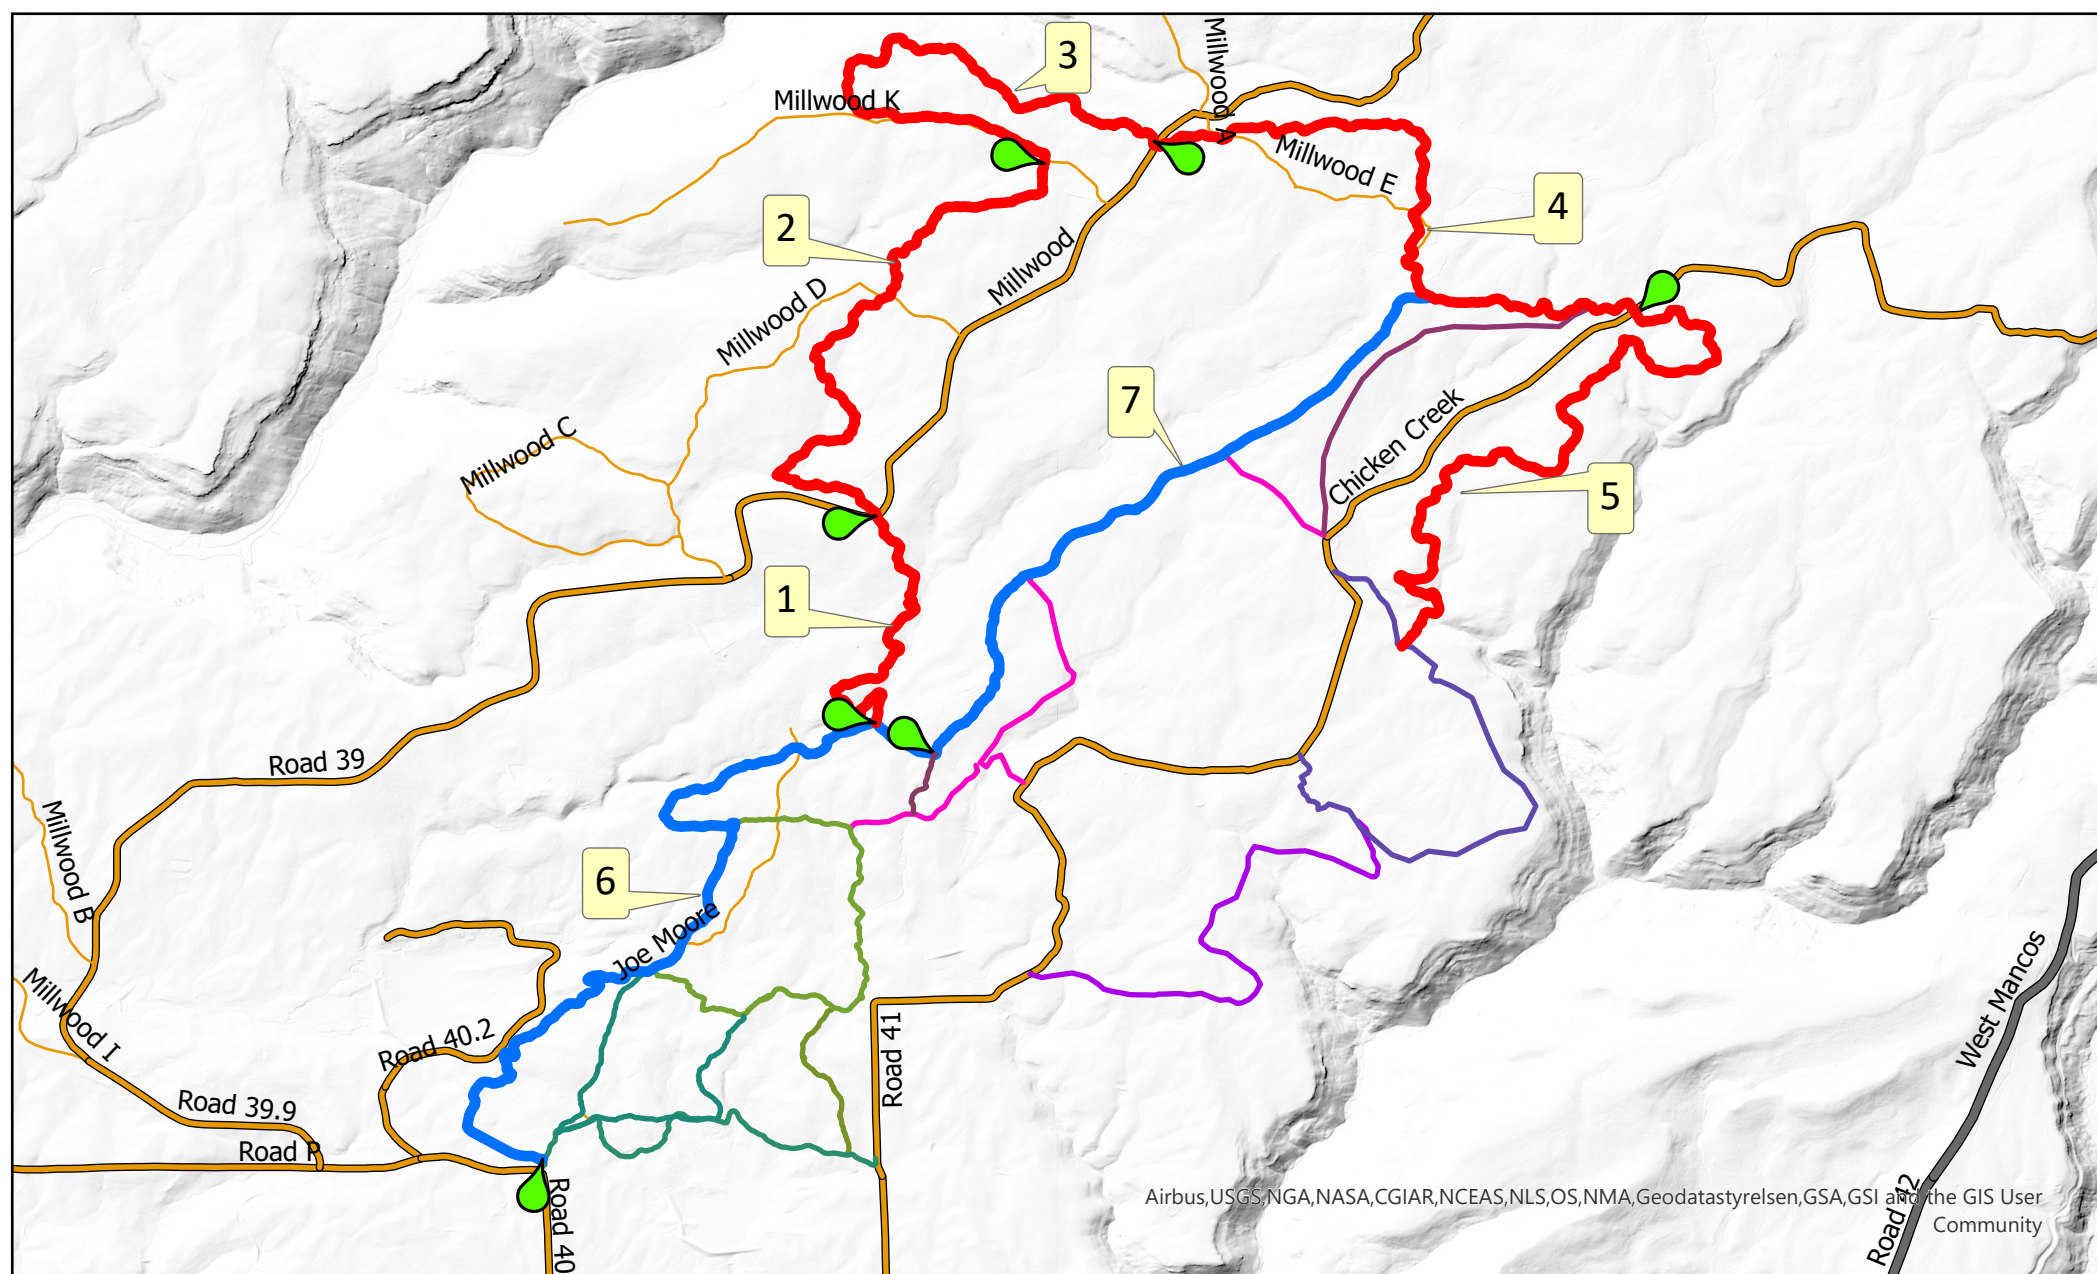 3
Millwood A
Millwood K
Millwood E
2
4
Millwood
Millwood D
7
Chicken Creek
Millwood C
5
1
Road 39
Millwood B
6
Joe Moore
Millwood I
Road 40.2
Road 41
West Mancos
Road 39.9
Road P
Road 40
Road 42
Airbus,USGS,NGA,NASA,CGIAR,NCEAS,NLS,OS,NMA,Geodatastyrelsen,GSA,GSI and the GIS User
Community